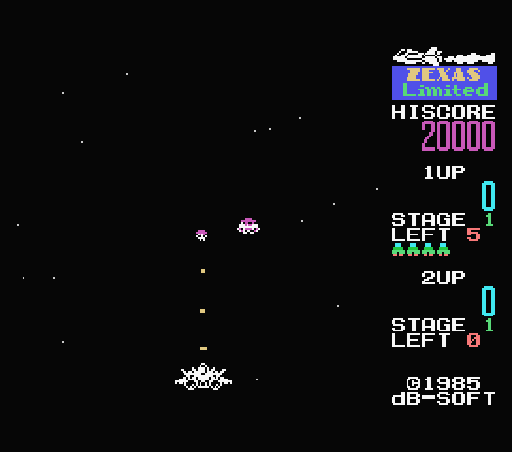 ZEXAS
Limited
HISCORE
20000
1UP
0
STAGE 1
LEFT 5
2UP
0
STAGE 1
LEFT 0
©1985
dB-SOFT